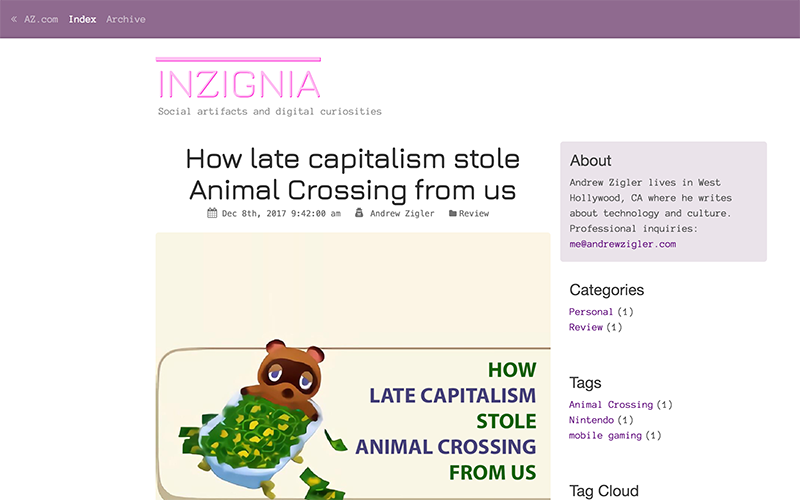 « AZ.com Index Archive
INZIGNIA
Social artifacts and digital curiosities
How late capitalism stole
Animal Crossing from us
Dec 8th, 2017 9:42:00 am Andrew Zigler Review
HOW
LATE CAPITALISM
STOLE
ANIMAL CROSSING
FROM US
About
Andrew Zigler lives in West
Hollywood, CA where he writes
about technology and culture.
Professional inquiries:
me@andrewzigler.com
Categories
Personal (1)
Review (1)
Tags
Animal Crossing (1)
Nintendo (1)
mobile gaming (1)
Tag Cloud